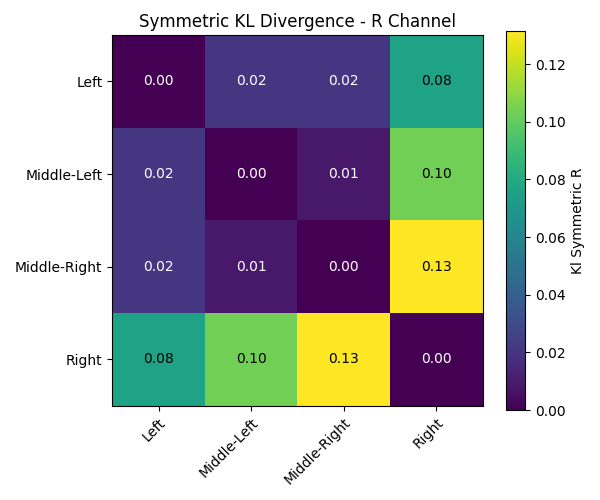 Symmetric KL Divergence - R Channel
Left 0.00 0.02 0.02 0.08
Middle-Left 0.02 0.00 0.01 0.10
Middle-Right 0.02 0.01 0.00 0.13
Right 0.08 0.10 0.13 0.00
Left Middle-Left Middle-Right Right
0.12
0.10
0.08
0.06
0.04
0.02
0.00
Kl Symmetric R